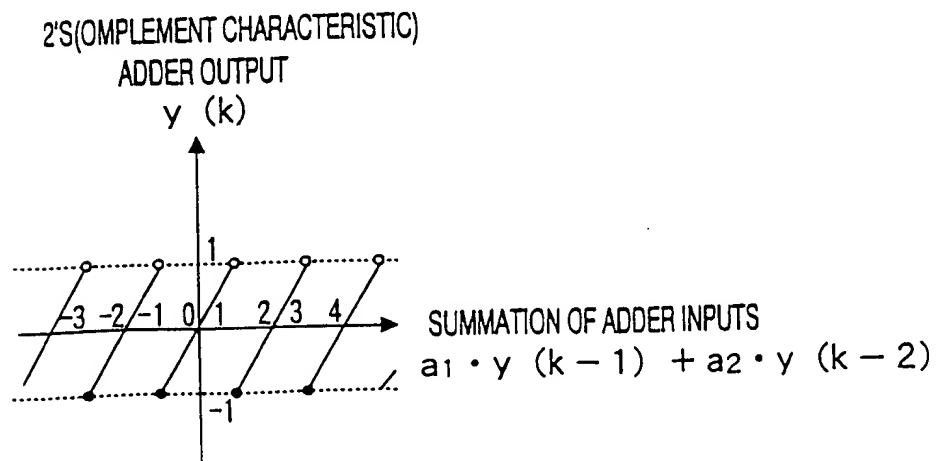 2'S(OMPLEMENT CHARACTERISTIC)
ADDER OUTPUT
y (k)
1
-3 -2 -1 0 1 2 3 4
SUMMATION OF ADDER INPUTS
a1 · y (k - 1) + a2 · y (k - 2)
-1